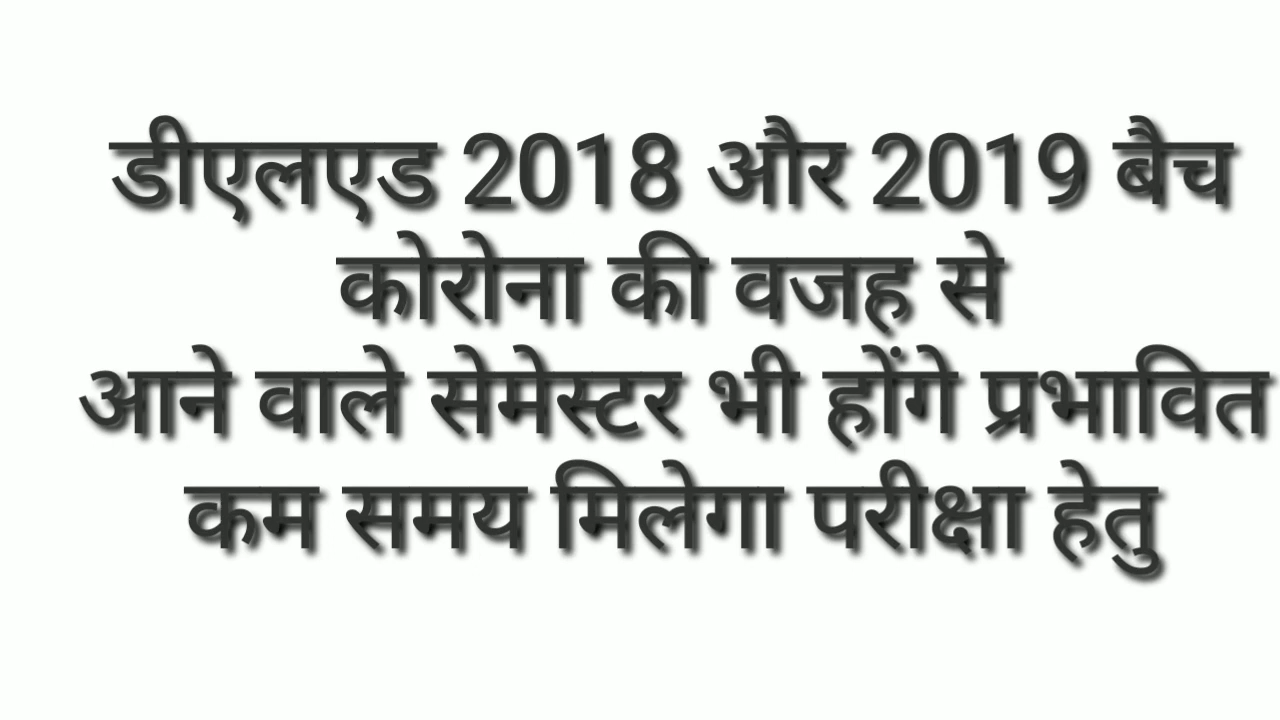 डीएलएड 2018 और 2019 बैच
कोरोना की वजह से
आने वाले सेमेस्टर भी होंगे प्रभावित
कम समय मिलेगा परीक्षा हेतु